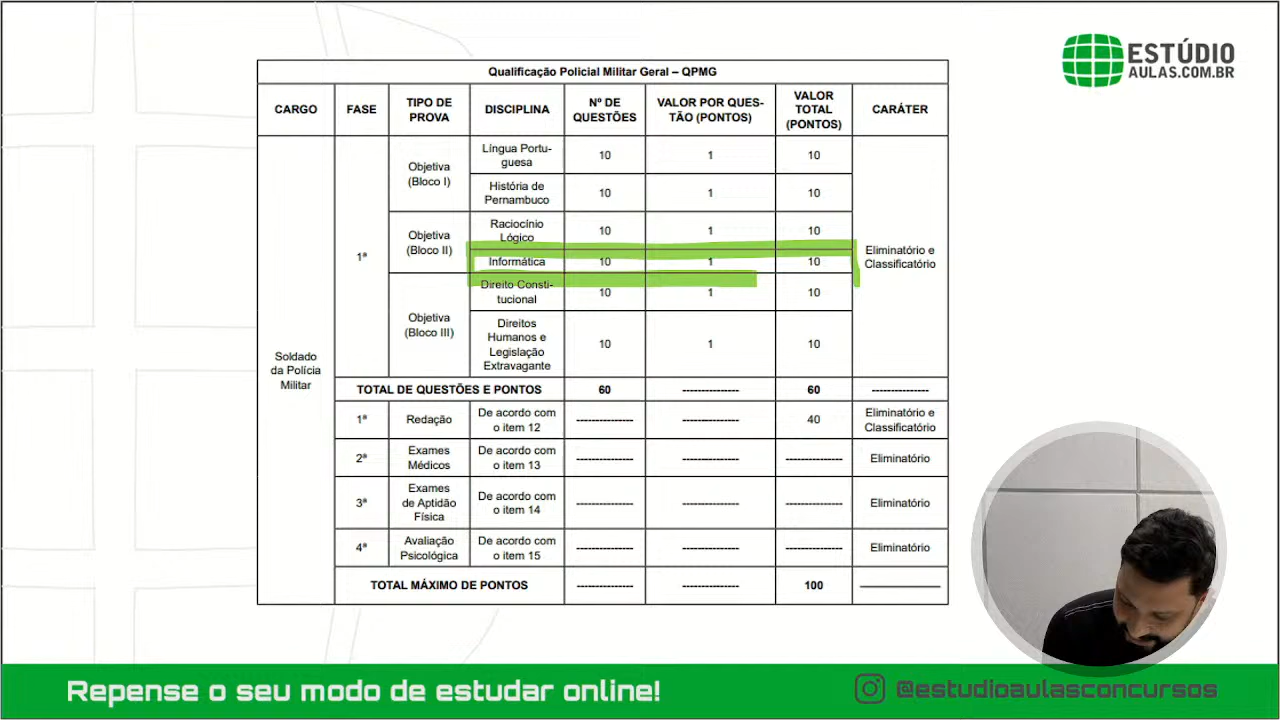 ESTÚDIO
AULAS.COM.BR
Qualificação Policial Militar Geral – QPMG
CARGO FASE TIPO DE PROVA DISCIPLINA Nº DE QUESTÕES VALOR POR QUES-TÃO (PONTOS) VALOR TOTAL (PONTOS) CARÁTER
Soldado da Polícia Militar
1ª
Objetiva (Bloco I)
Língua Portu-guesa 10 1 10
História de Pernambuco 10 1 10
Objetiva (Bloco II)
Raciocínio Lógico 10 1 10
Informática 10 1 10
Eliminatório e Classificatório
Objetiva (Bloco III)
Direito Consti-tucional 10 1 10
Direitos Humanos e Legislação Extravagante 10 1 10
TOTAL DE QUESTÕES E PONTOS 60 --------------- 60 ---------------
1ª Redação De acordo com o item 12 --------------- --------------- 40 Eliminatório e Classificatório
2ª Exames Médicos De acordo com o item 13 --------------- --------------- --------------- Eliminatório
3ª Exames de Aptidão Física De acordo com o item 14 --------------- --------------- --------------- Eliminatório
4ª Avaliação Psicológica De acordo com o item 15 --------------- --------------- --------------- Eliminatório
TOTAL MÁXIMO DE PONTOS --------------- --------------- 100
Repense o seu modo de estudar online!
@estudioaulasconcursos